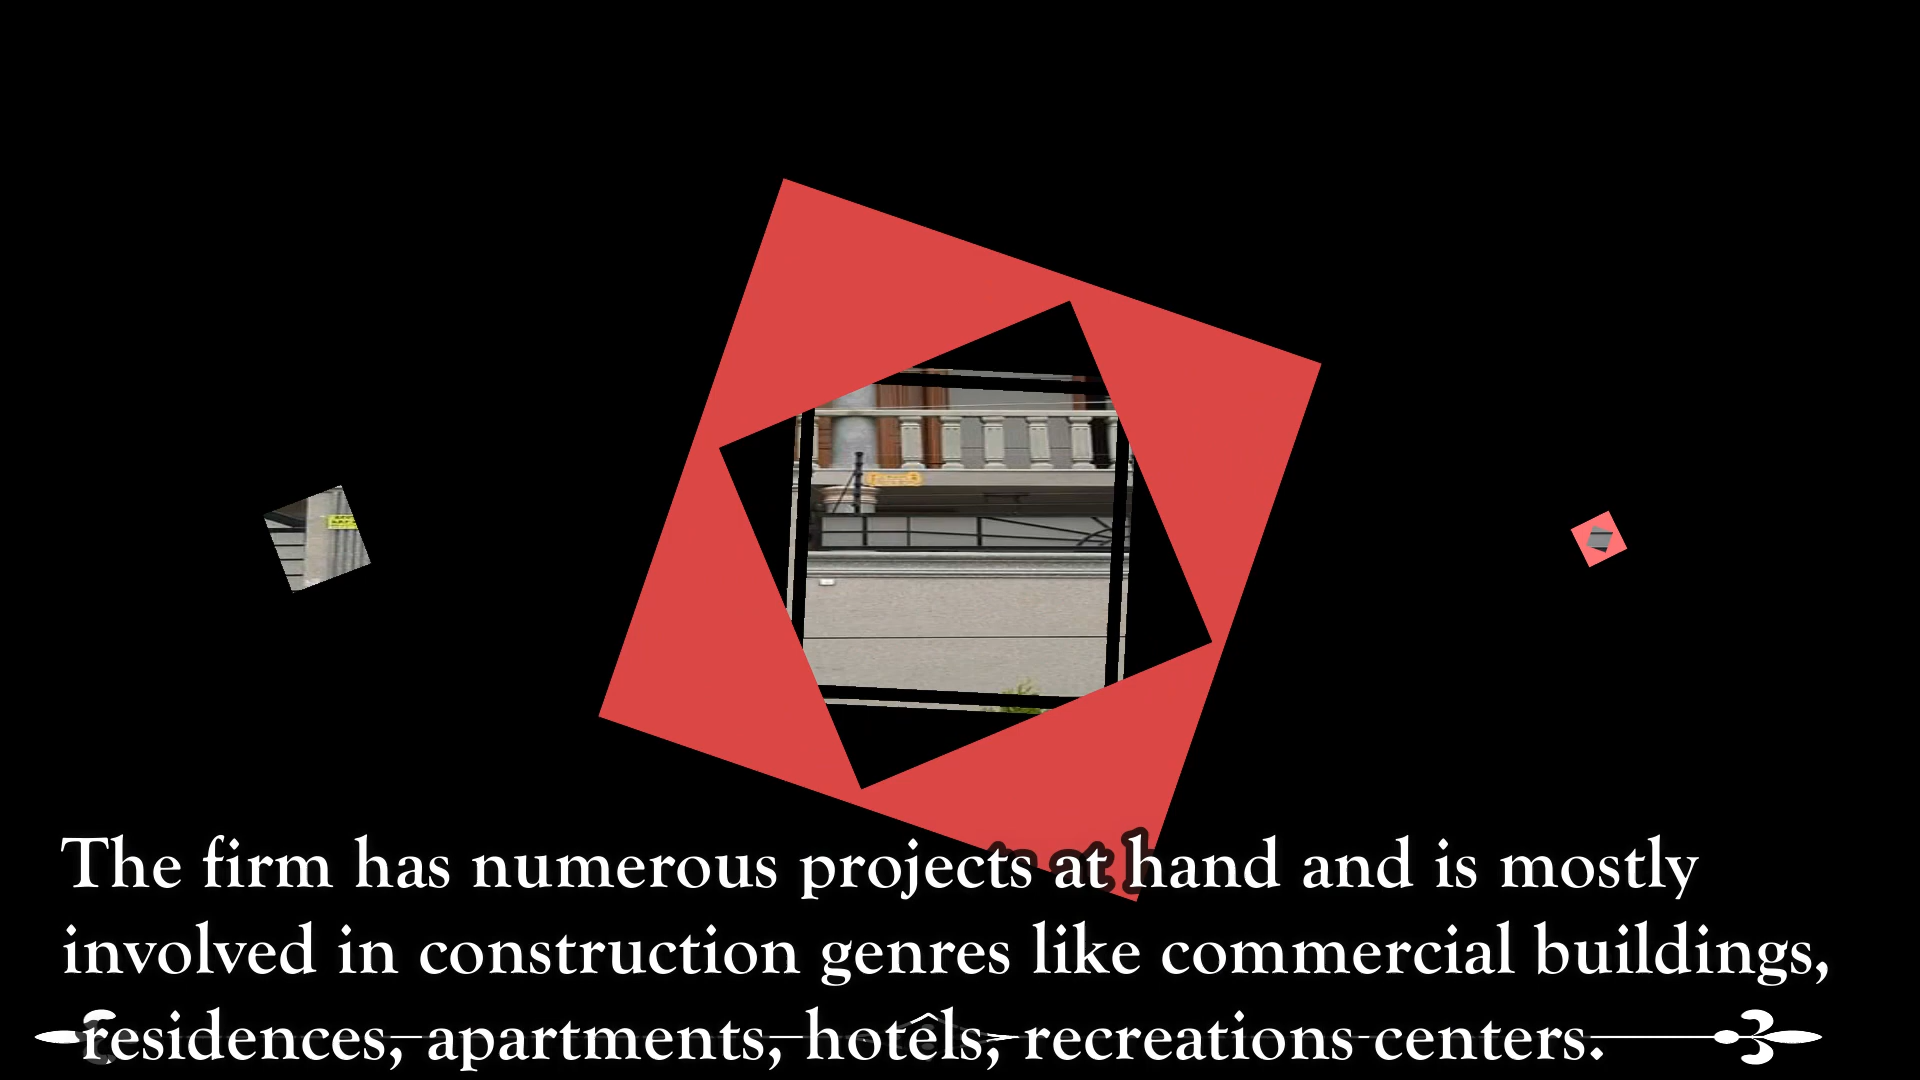 The firm has numerous projects at hand and is mostly
involved in construction genres like commercial buildings,
residences, apartments, hotels, recreations centers.